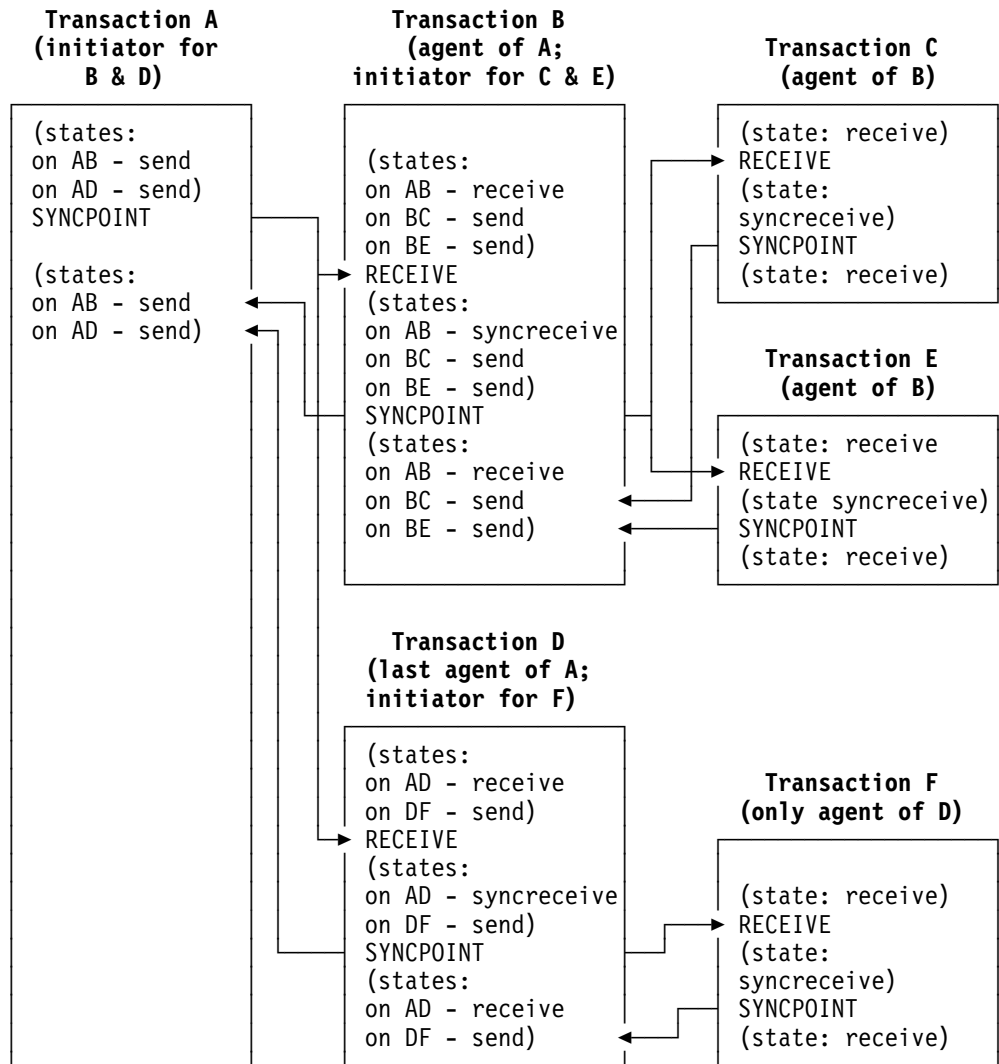 Transaction A
(initiator for
B & D)
(states:
on AB - send
on AD - send)
SYNCPOINT
(states:
on AB - send
on AD - send)
Transaction B
(agent of A;
initiator for C & E)
(states:
on AB - receive
on BC - send
on BE - send)
RECEIVE
(states:
on AB - syncreceive
on BC - send
on BE - send)
SYNCPOINT
(states:
on AB - receive
on BC - send
on BE - send)
Transaction C
(agent of B)
(state: receive)
RECEIVE
(state:
syncreceive)
SYNCPOINT
(state: receive)
Transaction E
(agent of B)
(state: receive
RECEIVE
(state syncreceive)
SYNCPOINT
(state: receive)
Transaction D
(last agent of A;
initiator for F)
(states:
on AD - receive
on DF - send)
RECEIVE
(states:
on AD - syncreceive
on DF - send)
SYNCPOINT
(states:
on AD - receive
on DF - send)
Transaction F
(only agent of D)
(state: receive)
RECEIVE
(state:
syncreceive)
SYNCPOINT
(state: receive)